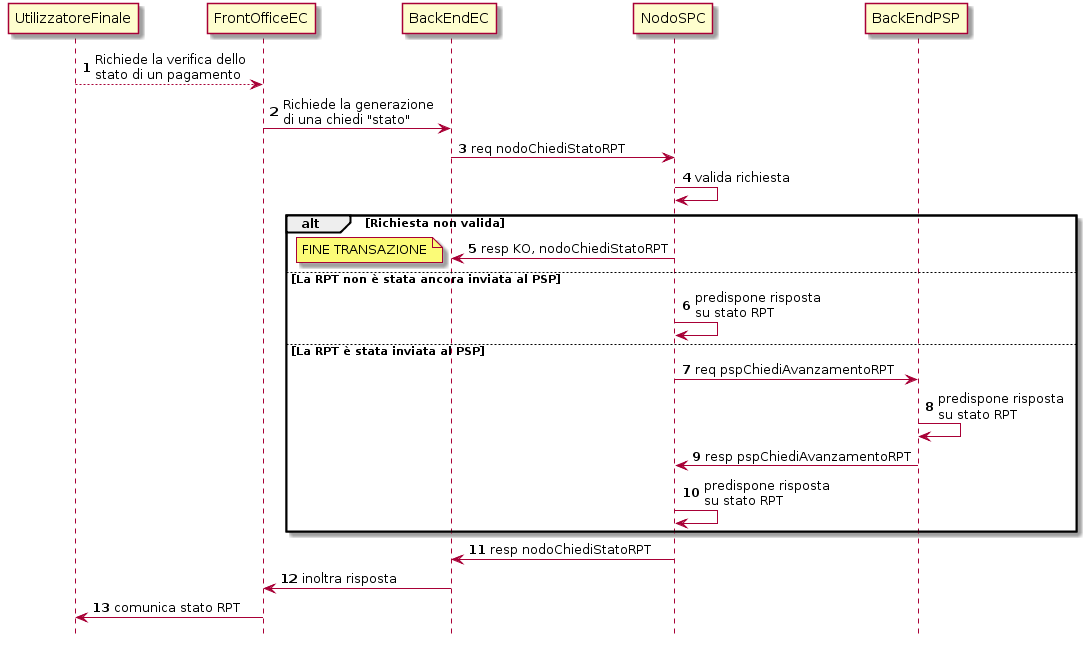 UtilizzatoreFinale
FrontOfficeEC
BackEndEC
NodoSPC
BackEndPSP
1 Richiede la verifica dello
stato di un pagamento
2 Richiede la generazione
di una chiedi "stato"
3 req nodoChiediStatoRPT
4 valida richiesta
alt [Richiesta non valida]
FINE TRANSAZIONE
5 resp KO, nodoChiediStatoRPT
[La RPT non è stata ancora inviata al PSP]
6 predispone risposta
su stato RPT
[La RPT è stata inviata al PSP]
7 req pspChiediAvanzamentoRPT
8 predispone risposta
su stato RPT
9 resp pspChiediAvanzamentoRPT
10 predispone risposta
su stato RPT
11 resp nodoChiediStatoRPT
12 inoltra risposta
13 comunica stato RPT